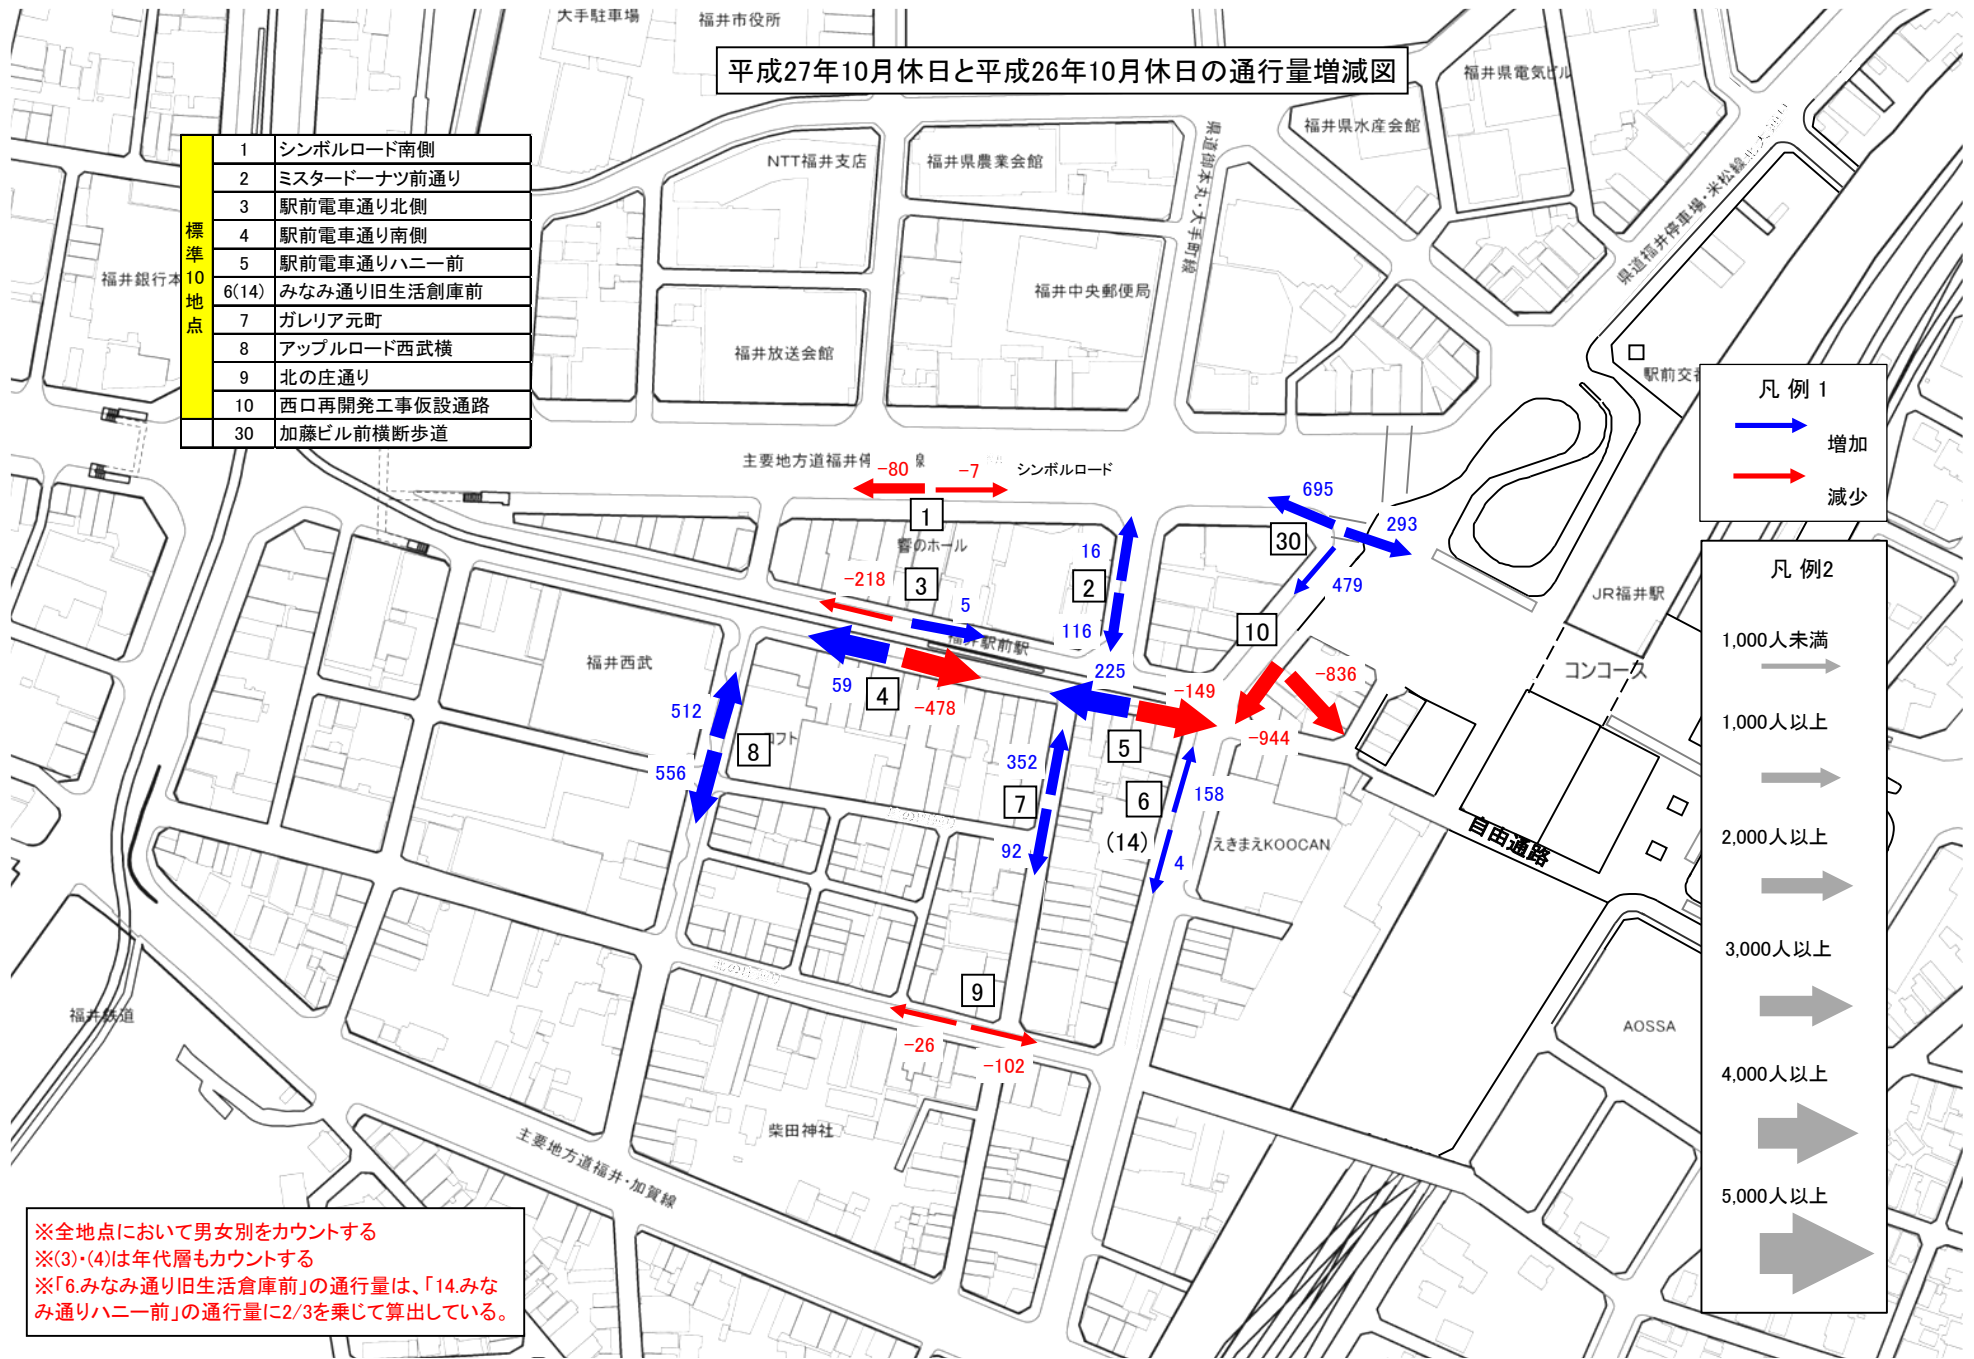 大手駐車場
福井市役所
平成27年10月休日と平成26年10月休日の通行量増減図
福井県電気ビル
福井県水産会館
NTT福井支店
福井県農業会館
県道御本丸・大手町線
県道福井停車場・米松線
標準10地点
1 シンボルロード南側
2 ミスタードーナツ前通り
3 駅前電車通り北側
4 駅前電車通り南側
5 駅前電車通りハニー前
6(14) みなみ通り旧生活創庫前
7 ガレリア元町
8 アップルロード西武横
9 北の庄通り
10 西口再開発工事仮設通路
30 加藤ビル前横断歩道
福井銀行本
福井中央郵便局
福井放送会館
駅前交番
凡 例 1
増加
減少
主要地方道福井停 線
-80
-7
シンボルロード
1
響のホール
695
293
30
479
16
2
116
-218
3
5
福井駅前駅
10
凡 例2
1,000人未満
1,000人以上
2,000人以上
3,000人以上
4,000人以上
5,000人以上
JR福井駅
コンコース
福井西武
59
4
-478
225
-149
-836
-944
5
512
8
ロフト
556
352
7
92
6
(14)
158
4
えきまえKOOCAN
自由通路
9
-26
-102
AOSSA
福井鉄道
柴田神社
主要地方道福井・加賀線
※全地点において男女別をカウントする
※(3)・(4)は年代層もカウントする
※「6.みなみ通り旧生活倉庫前」の通行量は、「14.みな
み通りハニー前」の通行量に2/3を乗じて算出している。